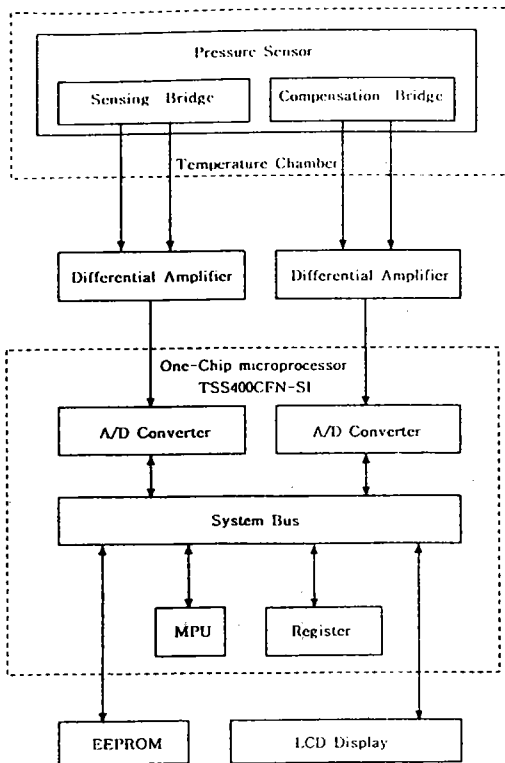 Pressure Sensor
Sensing Bridge
Compensation Bridge
Temperature Chamber
Differential Amplifier
Differential Amplifier
One-Chip microprocessor
TSS400CFN-SI
A/D Converter
A/D Converter
System Bus
MPU
Register
EEPROM
LCD Display